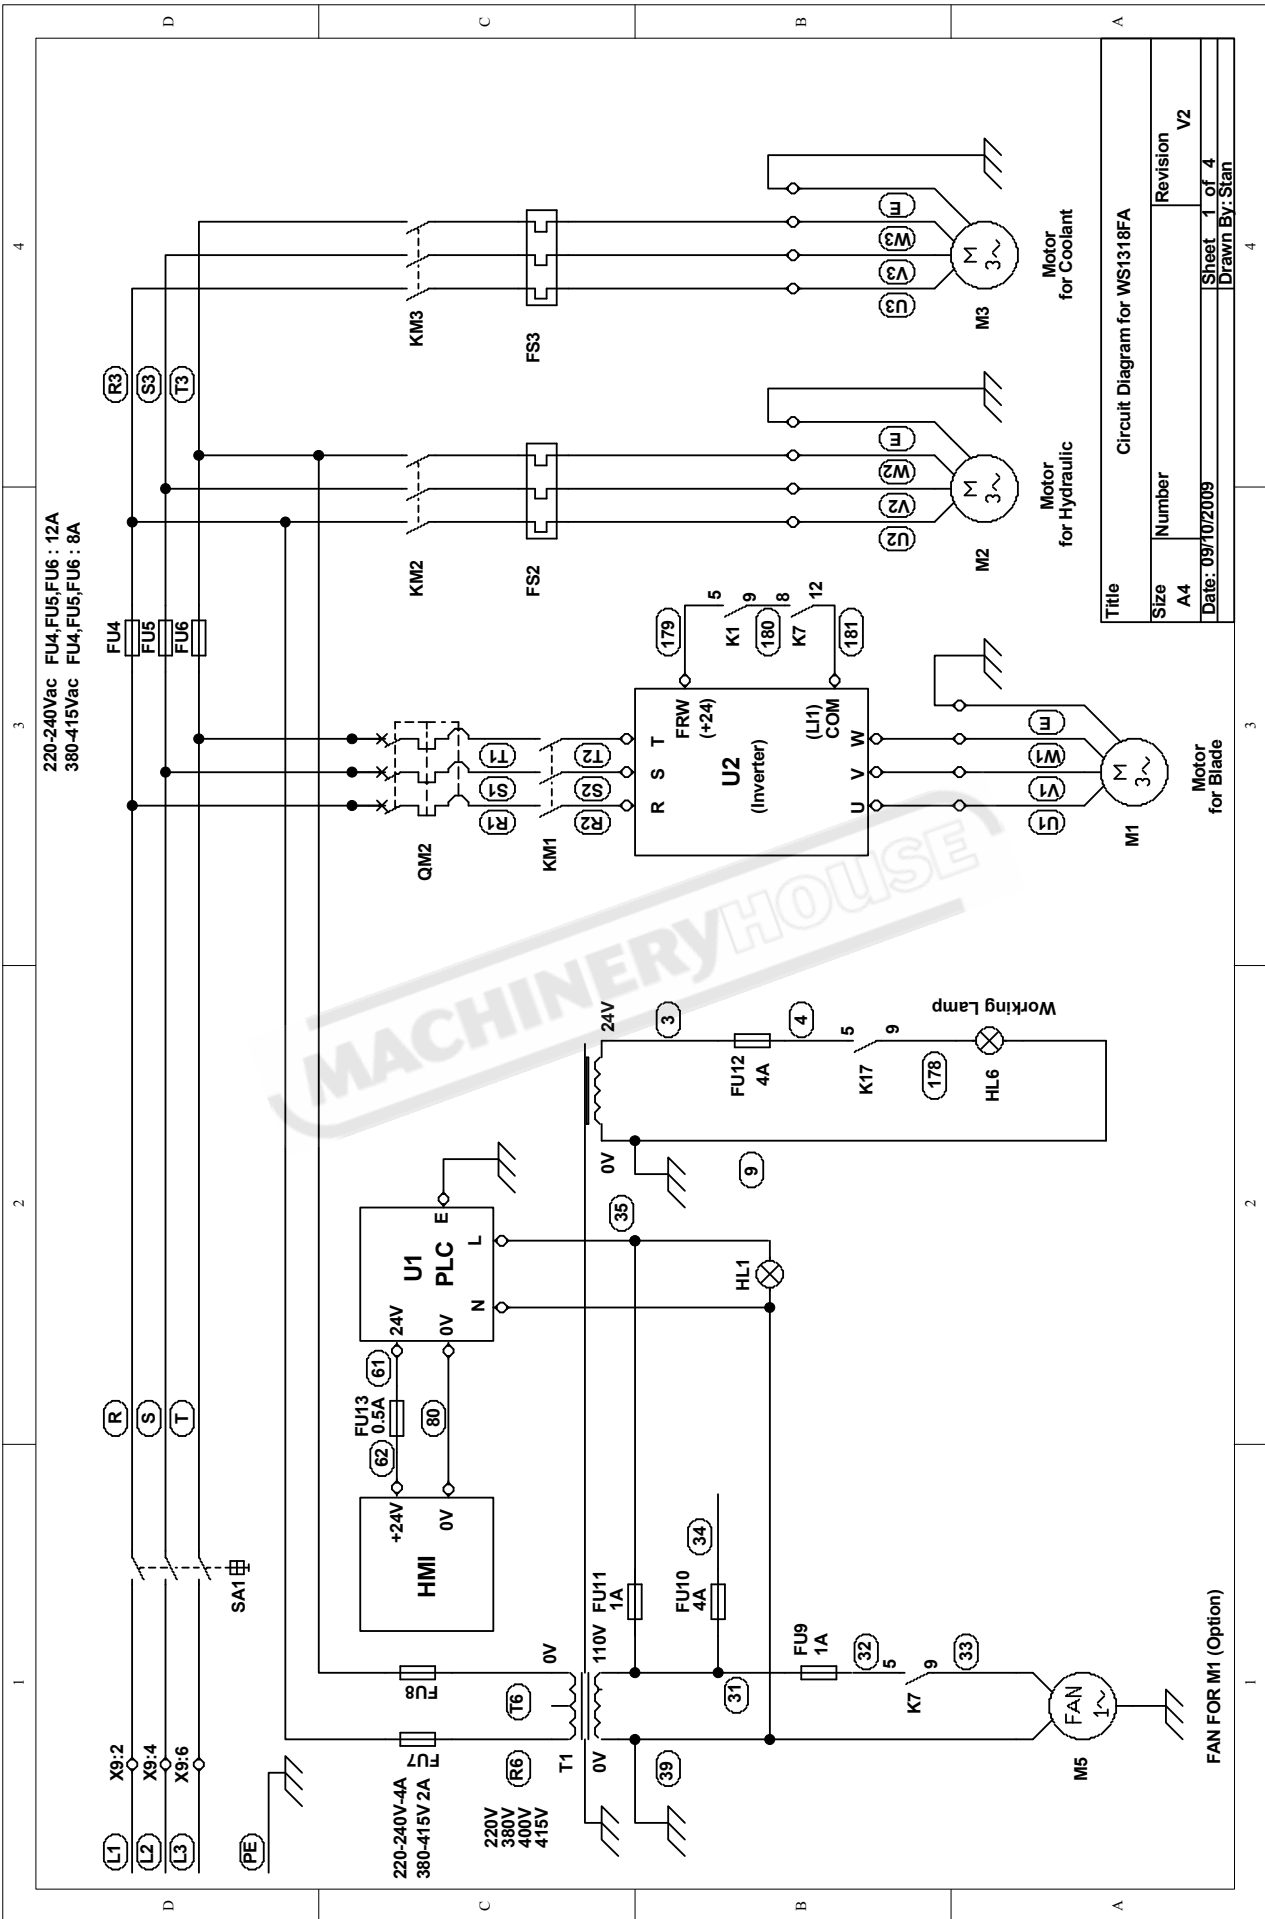 220-240Vac FU4,FU5,FU6 : 12A
380-415Vac FU4,FU5,FU6 : 8A
L1
L2
L3
PE
X9:2
X9:4
X9:6
SA1
R
S
T
FU4
FU5
FU6
R3
S3
T3
220-240V-4A
380-415V 2A
FU7
FU8
R6
T6
220V
380V
400V
415V
0V
T1
0V
110V
HMI
+24V
0V
62
FU13
0.5A
61
80
24V
0V
U1
PLC
E
N
L
FU11
1A
35
HL1
FU10
4A
34
31
39
FU9
1A
32
5
K7
9
33
FAN
1~
M5
FAN FOR M1 (Option)
0V
24V
3
9
FU12
4A
4
5
K17
9
178
HL6
Working Lamp
QM2
R1
S1
T1
KM1
R2
S2
T2
R
S
T
U2
(Inverter)
FRW
(+24)
(LI1)
COM
U
V
W
179
5
K1
9
180
8
K7
12
181
U1
V1
W1
E
M
3~
M1
Motor
for Blade
KM2
FS2
U2
V2
W2
E
M
3~
M2
Motor
for Hydraulic
KM3
FS3
U3
V3
W3
E
M
3~
M3
Motor
for Coolant
MACHINERYHOUSE
Title
Circuit Diagram for WS1318FA
Size
A4
Number
Revision
V2
Date: 09/10/2009
Sheet 1 of 4
Drawn By: Stan
1
2
3
4
1
2
3
4
D
C
B
A
D
C
B
A